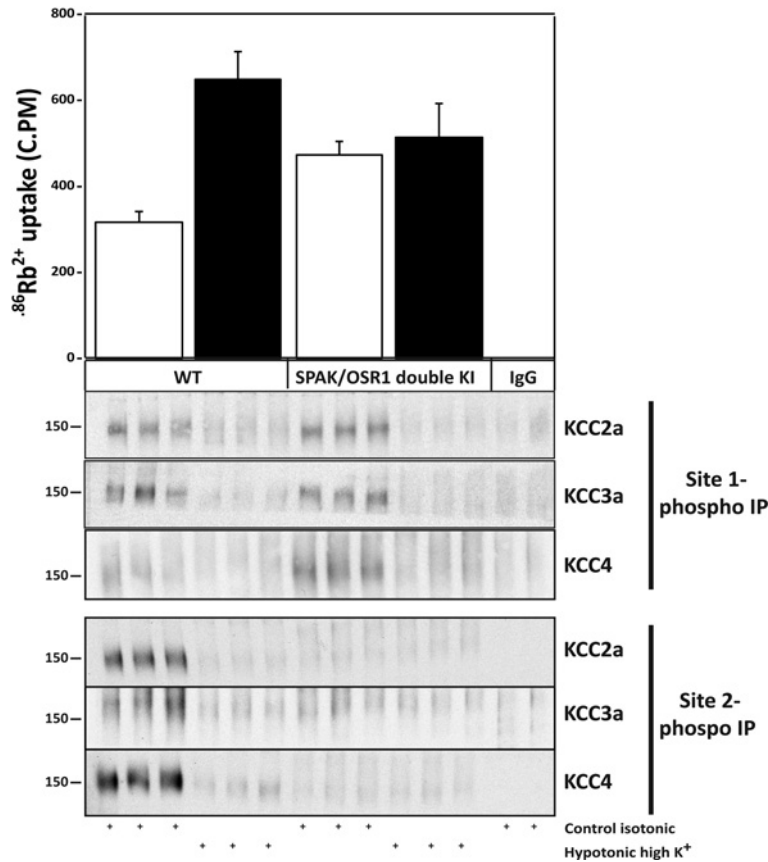 800
600
400
200
0
.86Rb2+ uptake (C.PM)
WT SPAK/OSR1 double KI IgG
150 KCC2a
150 KCC3a
150 KCC4
Site 1-
phospho IP
150 KCC2a
150 KCC3a
150 KCC4
Site 2-
phospo IP
+ + + + + + + + Control isotonic
+ + + + + + Hypotonic high K+